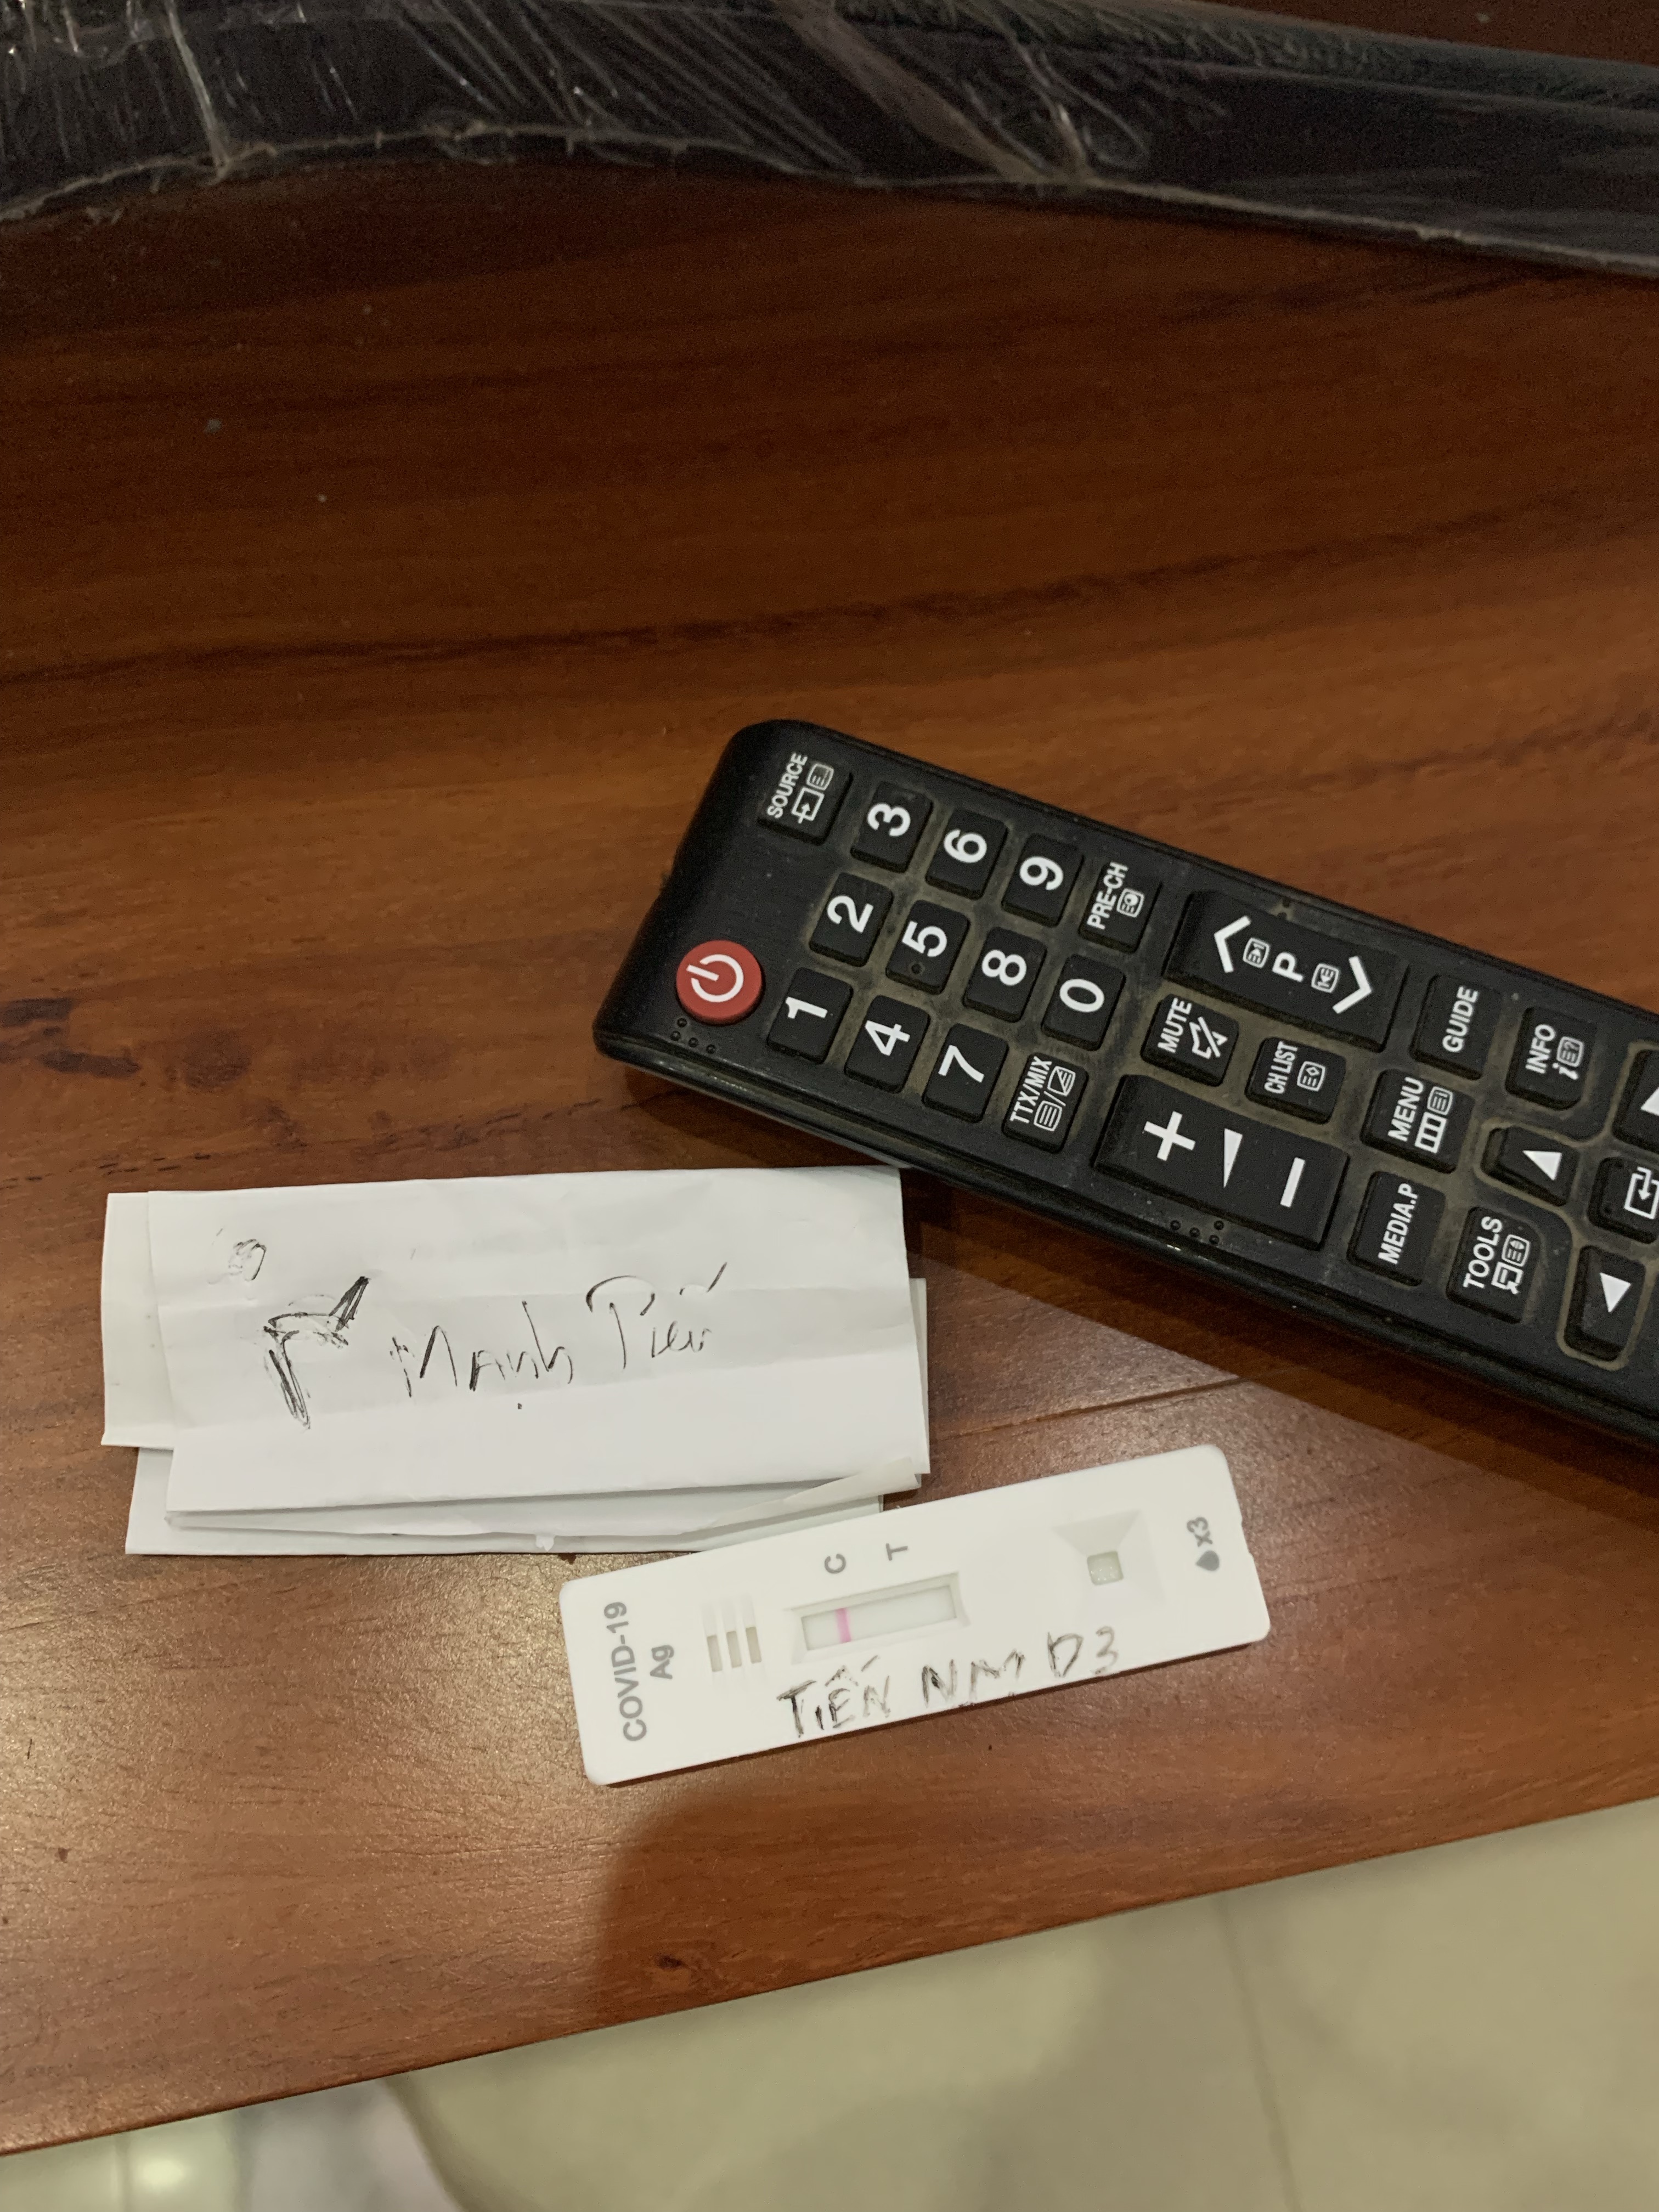 SOURCE
1 2 3
4 5 6
7 8 9
TTX/MIX 0 PRE-CH
MUTE
P
CH LIST
MEDIA.P MENU GUIDE
TOOLS INFO
Mạnh
COVID-19
Ag
C
T
x3
TIẾN NM D3